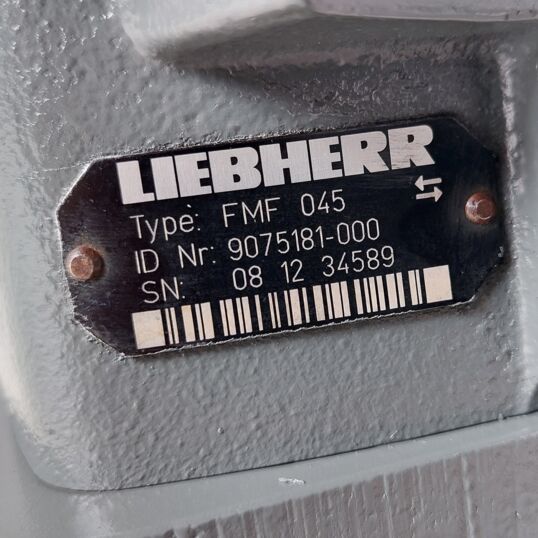 LIEBHERR
Type: FMF 045
ID Nr: 9075181-000
SN: 08 12 34589